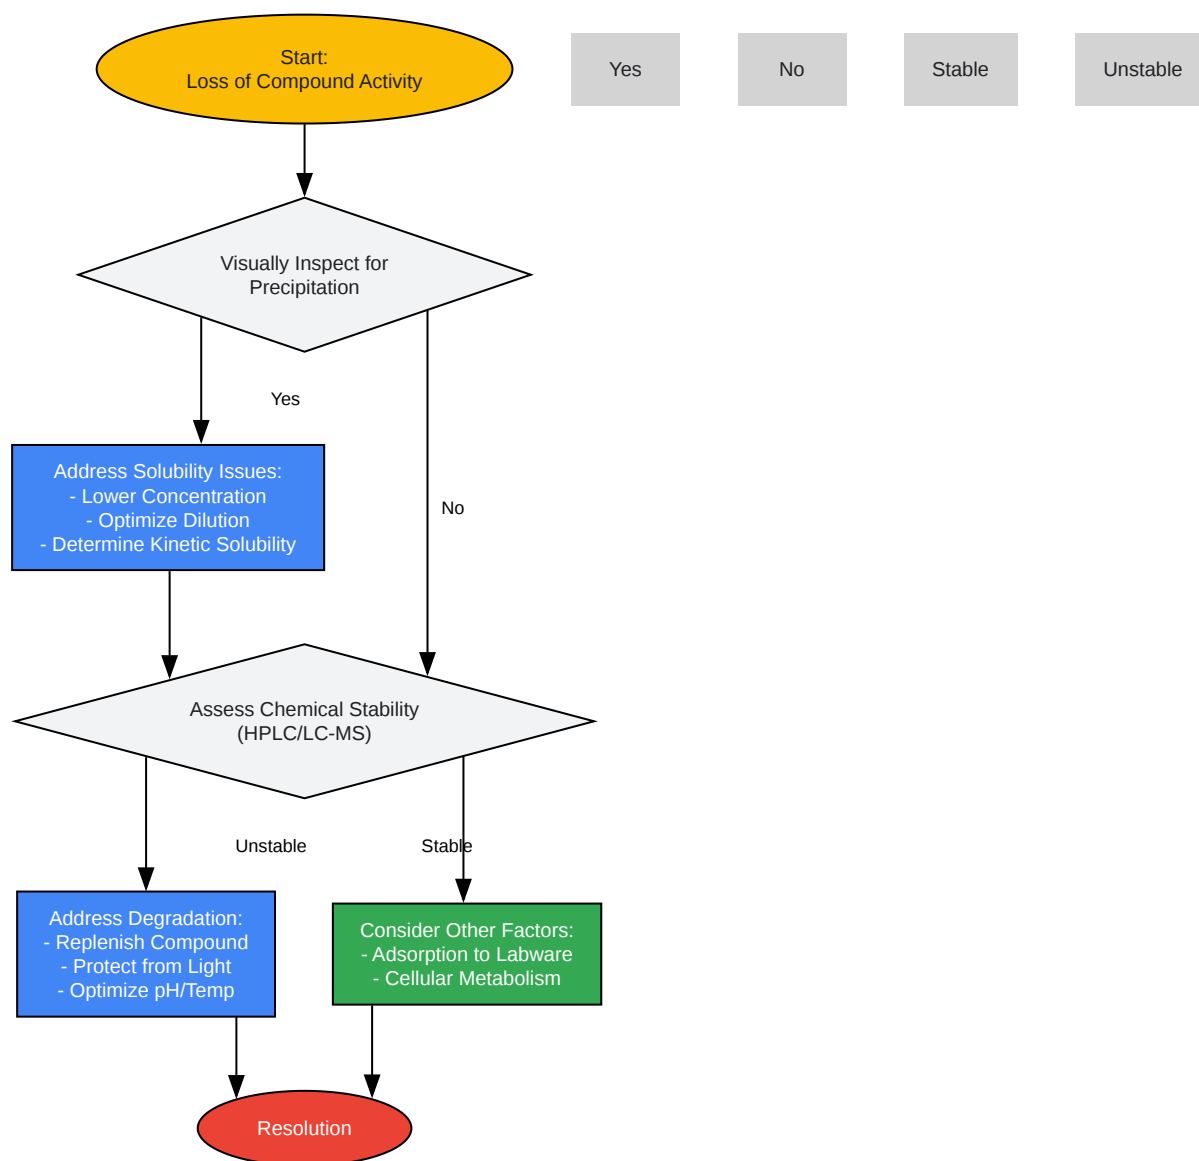 Start:
Loss of Compound Activity
Yes
No
Stable
Unstable
Visually Inspect for
Precipitation
Yes
Address Solubility Issues:
- Lower Concentration
- Optimize Dilution
- Determine Kinetic Solubility
No
Assess Chemical Stability
(HPLC/LC-MS)
Unstable
Stable
Address Degradation:
- Replenish Compound
- Protect from Light
- Optimize pH/Temp
Consider Other Factors:
- Adsorption to Labware
- Cellular Metabolism
Resolution